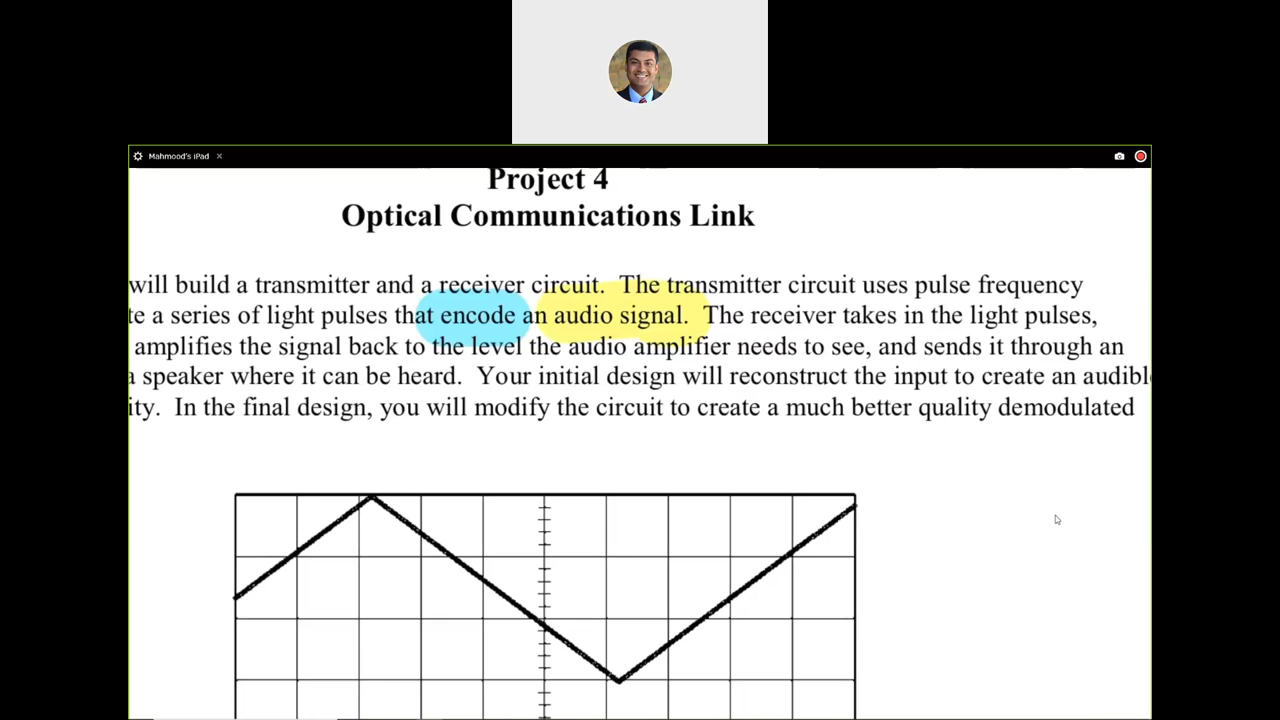 Mahmood's iPad
Project 4
Optical Communications Link
will build a transmitter and a receiver circuit. The transmitter circuit uses pulse frequency
te a series of light pulses that encode an audio signal. The receiver takes in the light pulses,
amplifies the signal back to the level the audio amplifier needs to see, and sends it through an
a speaker where it can be heard. Your initial design will reconstruct the input to create an audibl
ity. In the final design, you will modify the circuit to create a much better quality demodulated